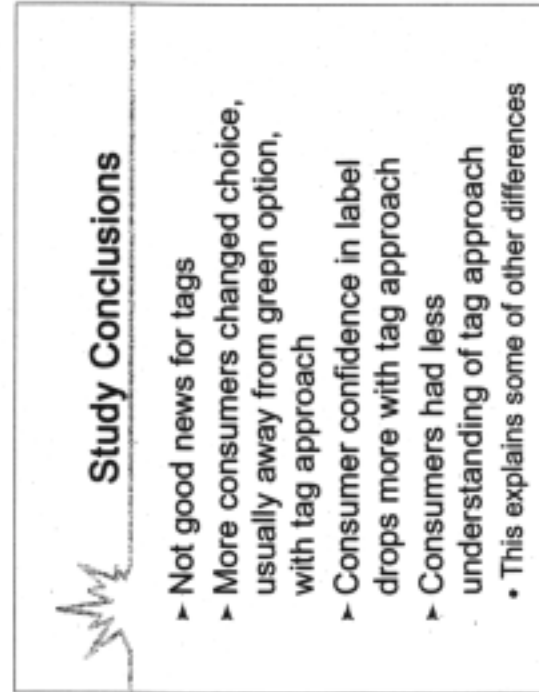 Study Conclusions
➤ Not good news for tags
➤ More consumers changed choice,
usually away from green option,
with tag approach
➤ Consumer confidence in label
drops more with tag approach
➤ Consumers had less
understanding of tag approach
• This explains some of other differences